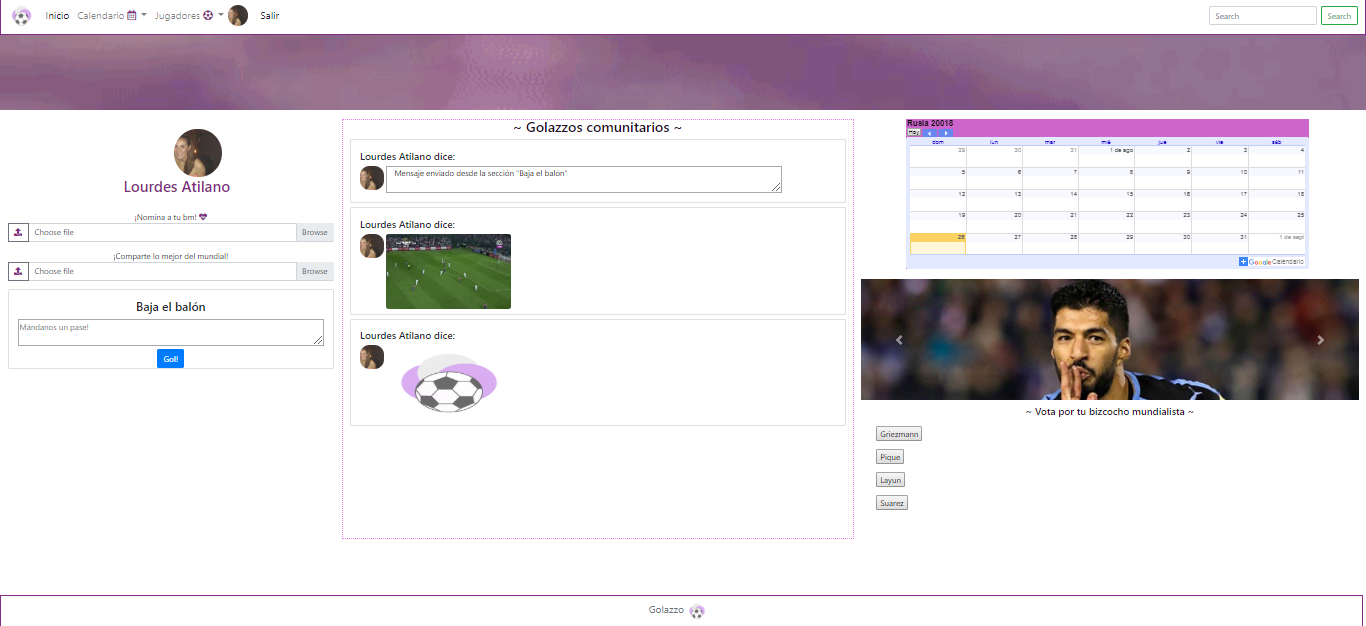 Inicio Calendario Jugadores Salir Search Search
Lourdes Atilano
¡Nomina a tu bm!
Choose file Browse
¡Comparte lo mejor del mundial!
Choose file Browse
Baja el balón
Mándanos un pase!
Gol!
~ Golazzos comunitarios ~
Lourdes Atilano dice:
Mensaje enviado desde la sección "Baja el balón"
Lourdes Atilano dice:
Lourdes Atilano dice:
Rusia 20018
Hoy
dom lun mar mié jue vie sáb
29 30 31 1 de ago 2 3 4
5 6 7 8 9 10 11
12 13 14 15 16 17 18
19 20 21 22 23 24 25
26 27 28 29 30 31 1 de sept
Google Calendario
~ Vota por tu bizcocho mundialista ~
Griezmann
Pique
Layun
Suarez
Golazzo